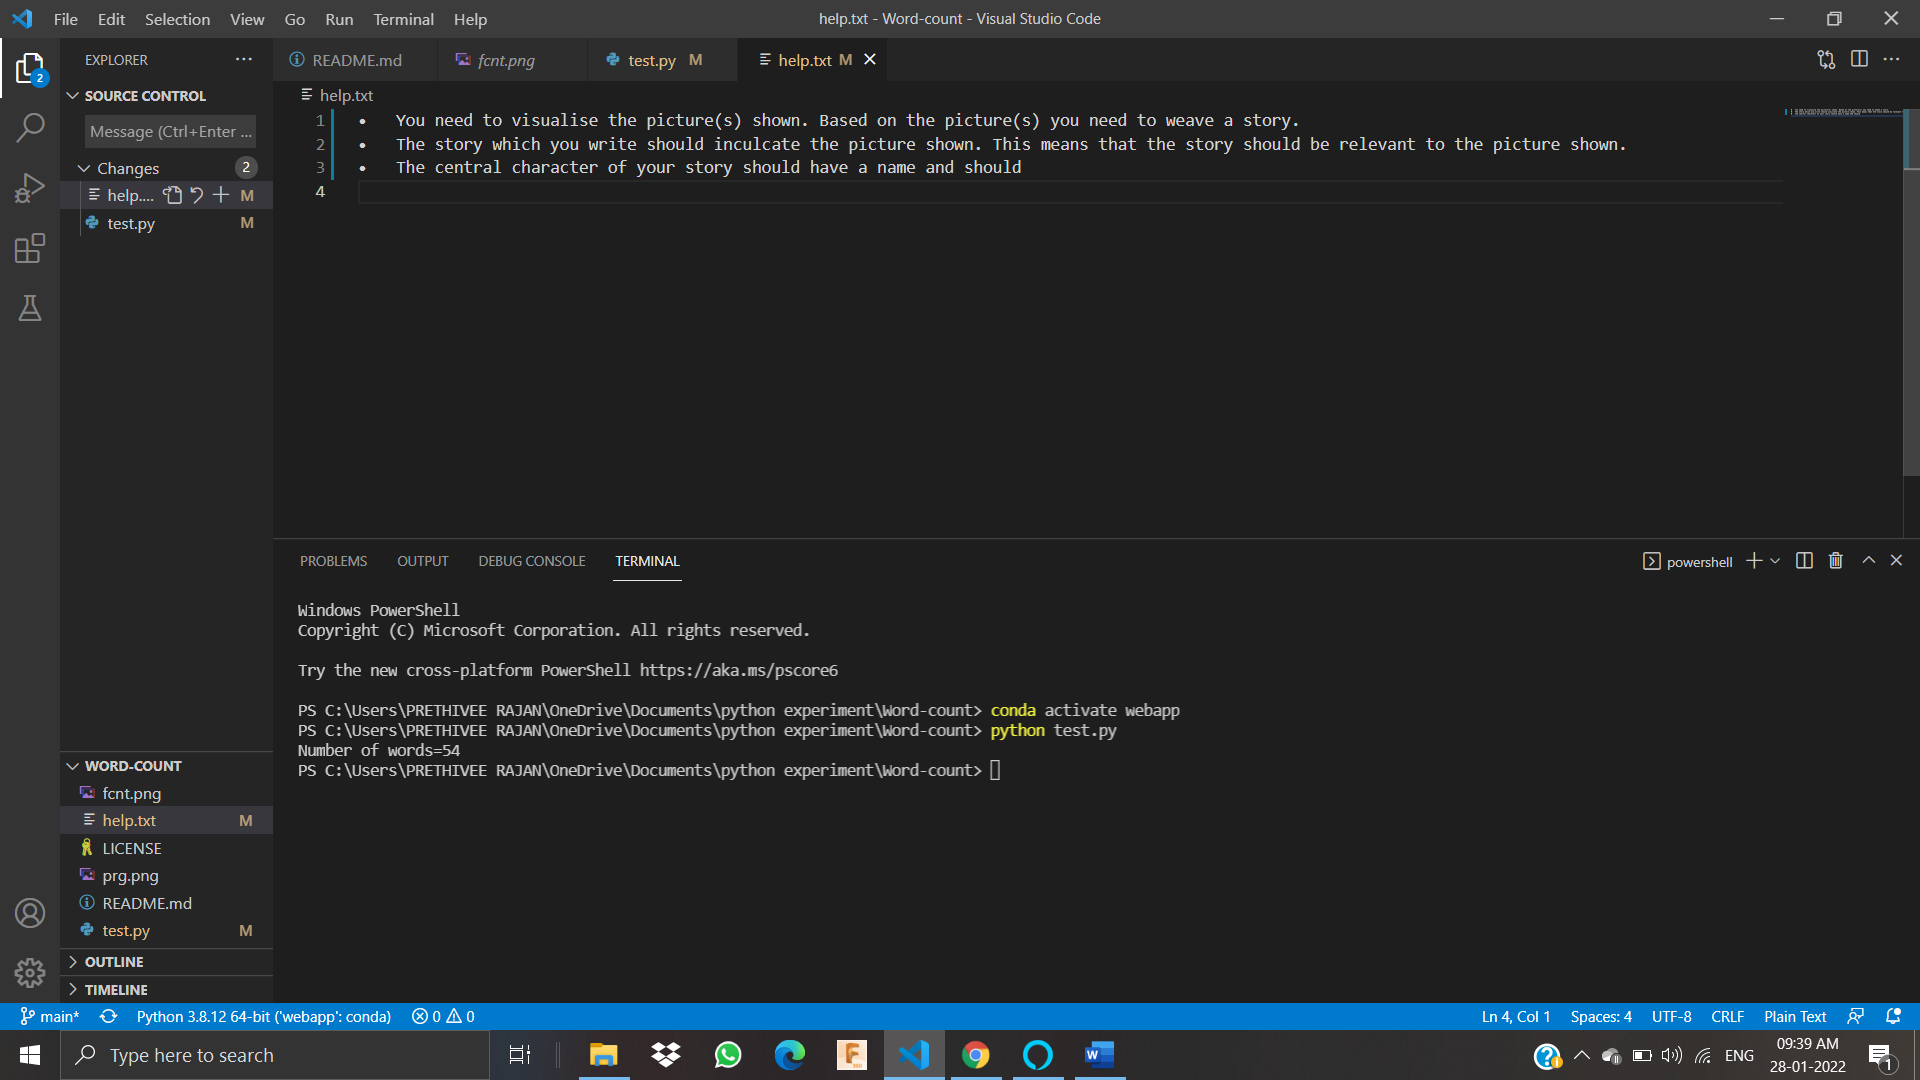 File Edit Selection View Go Run Terminal Help
help.txt - Word-count - Visual Studio Code
EXPLORER
README.md
fcnt.png
test.py M
help.txt M
SOURCE CONTROL
Message (Ctrl+Enter ...
Changes 2
help.... M
test.py M
2
help.txt
1 • You need to visualise the picture(s) shown. Based on the picture(s) you need to weave a story.
2 • The story which you write should inculcate the picture shown. This means that the story should be relevant to the picture shown.
3 • The central character of your story should have a name and should
4
PROBLEMS OUTPUT DEBUG CONSOLE TERMINAL
powershell
Windows PowerShell
Copyright (C) Microsoft Corporation. All rights reserved.
Try the new cross-platform PowerShell https://aka.ms/pscore6
PS C:\Users\PRETHIVEE RAJAN\OneDrive\Documents\python experiment\Word-count> conda activate webapp
PS C:\Users\PRETHIVEE RAJAN\OneDrive\Documents\python experiment\Word-count> python test.py
Number of words=54
PS C:\Users\PRETHIVEE RAJAN\OneDrive\Documents\python experiment\Word-count>
WORD-COUNT
fcnt.png
help.txt M
LICENSE
prg.png
README.md
test.py M
OUTLINE
TIMELINE
main* Python 3.8.12 64-bit ('webapp': conda) 0 0
Ln 4, Col 1 Spaces: 4 UTF-8 CRLF Plain Text
Type here to search
ENG
09:39 AM
28-01-2022
1